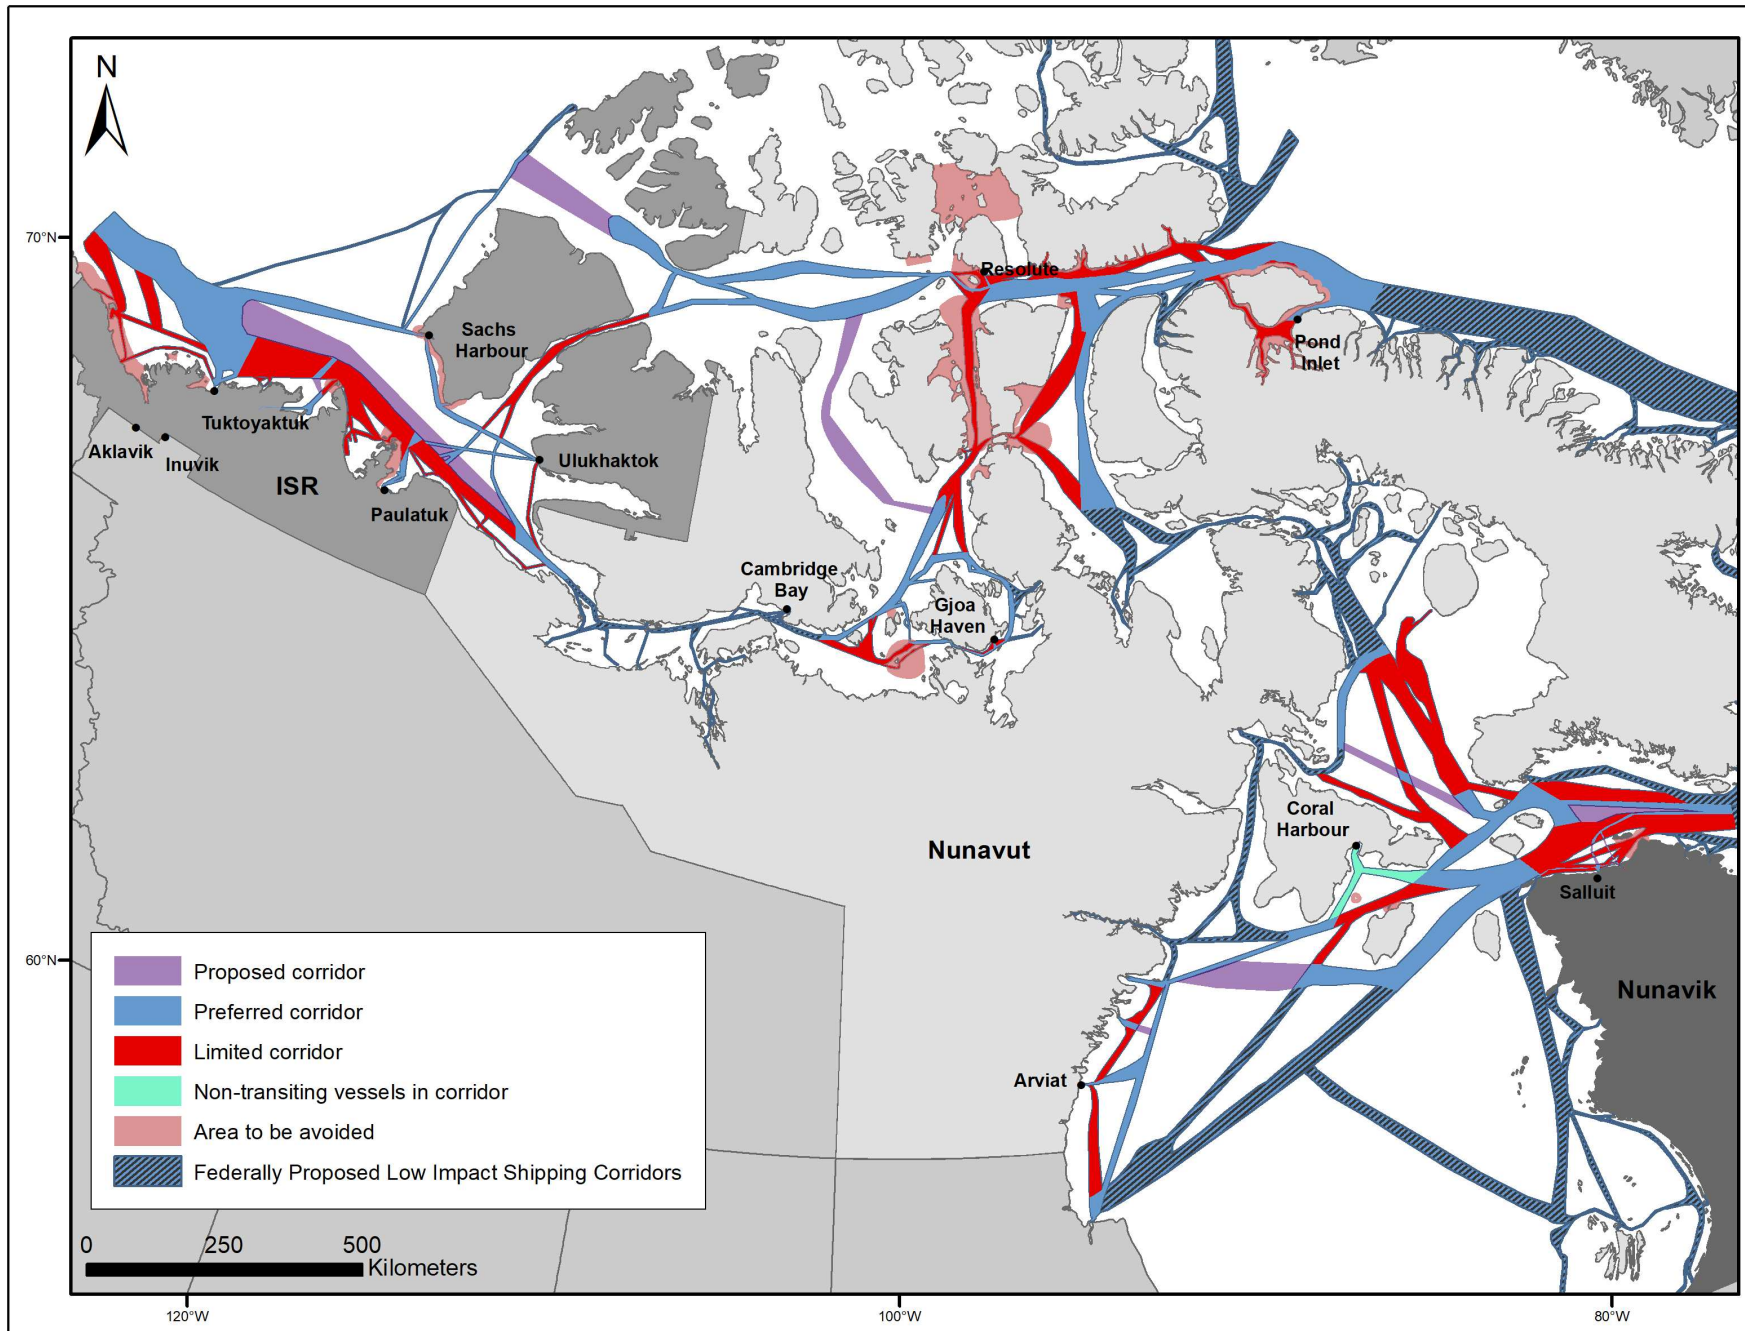 N
70°N
Resolute
Sachs
Harbour
Pond
Inlet
Tuktoyaktuk
Aklavik
Inuvik
Ulukhaktok
ISR
Paulatuk
Cambridge
Bay
Gjoa
Haven
Coral
Harbour
Nunavut
Salluit
60°N
Nunavik
Arviat
Proposed corridor
Preferred corridor
Limited corridor
Non-transiting vessels in corridor
Area to be avoided
Federally Proposed Low Impact Shipping Corridors
0 250 500
Kilometers
120°W 100°W 80°W